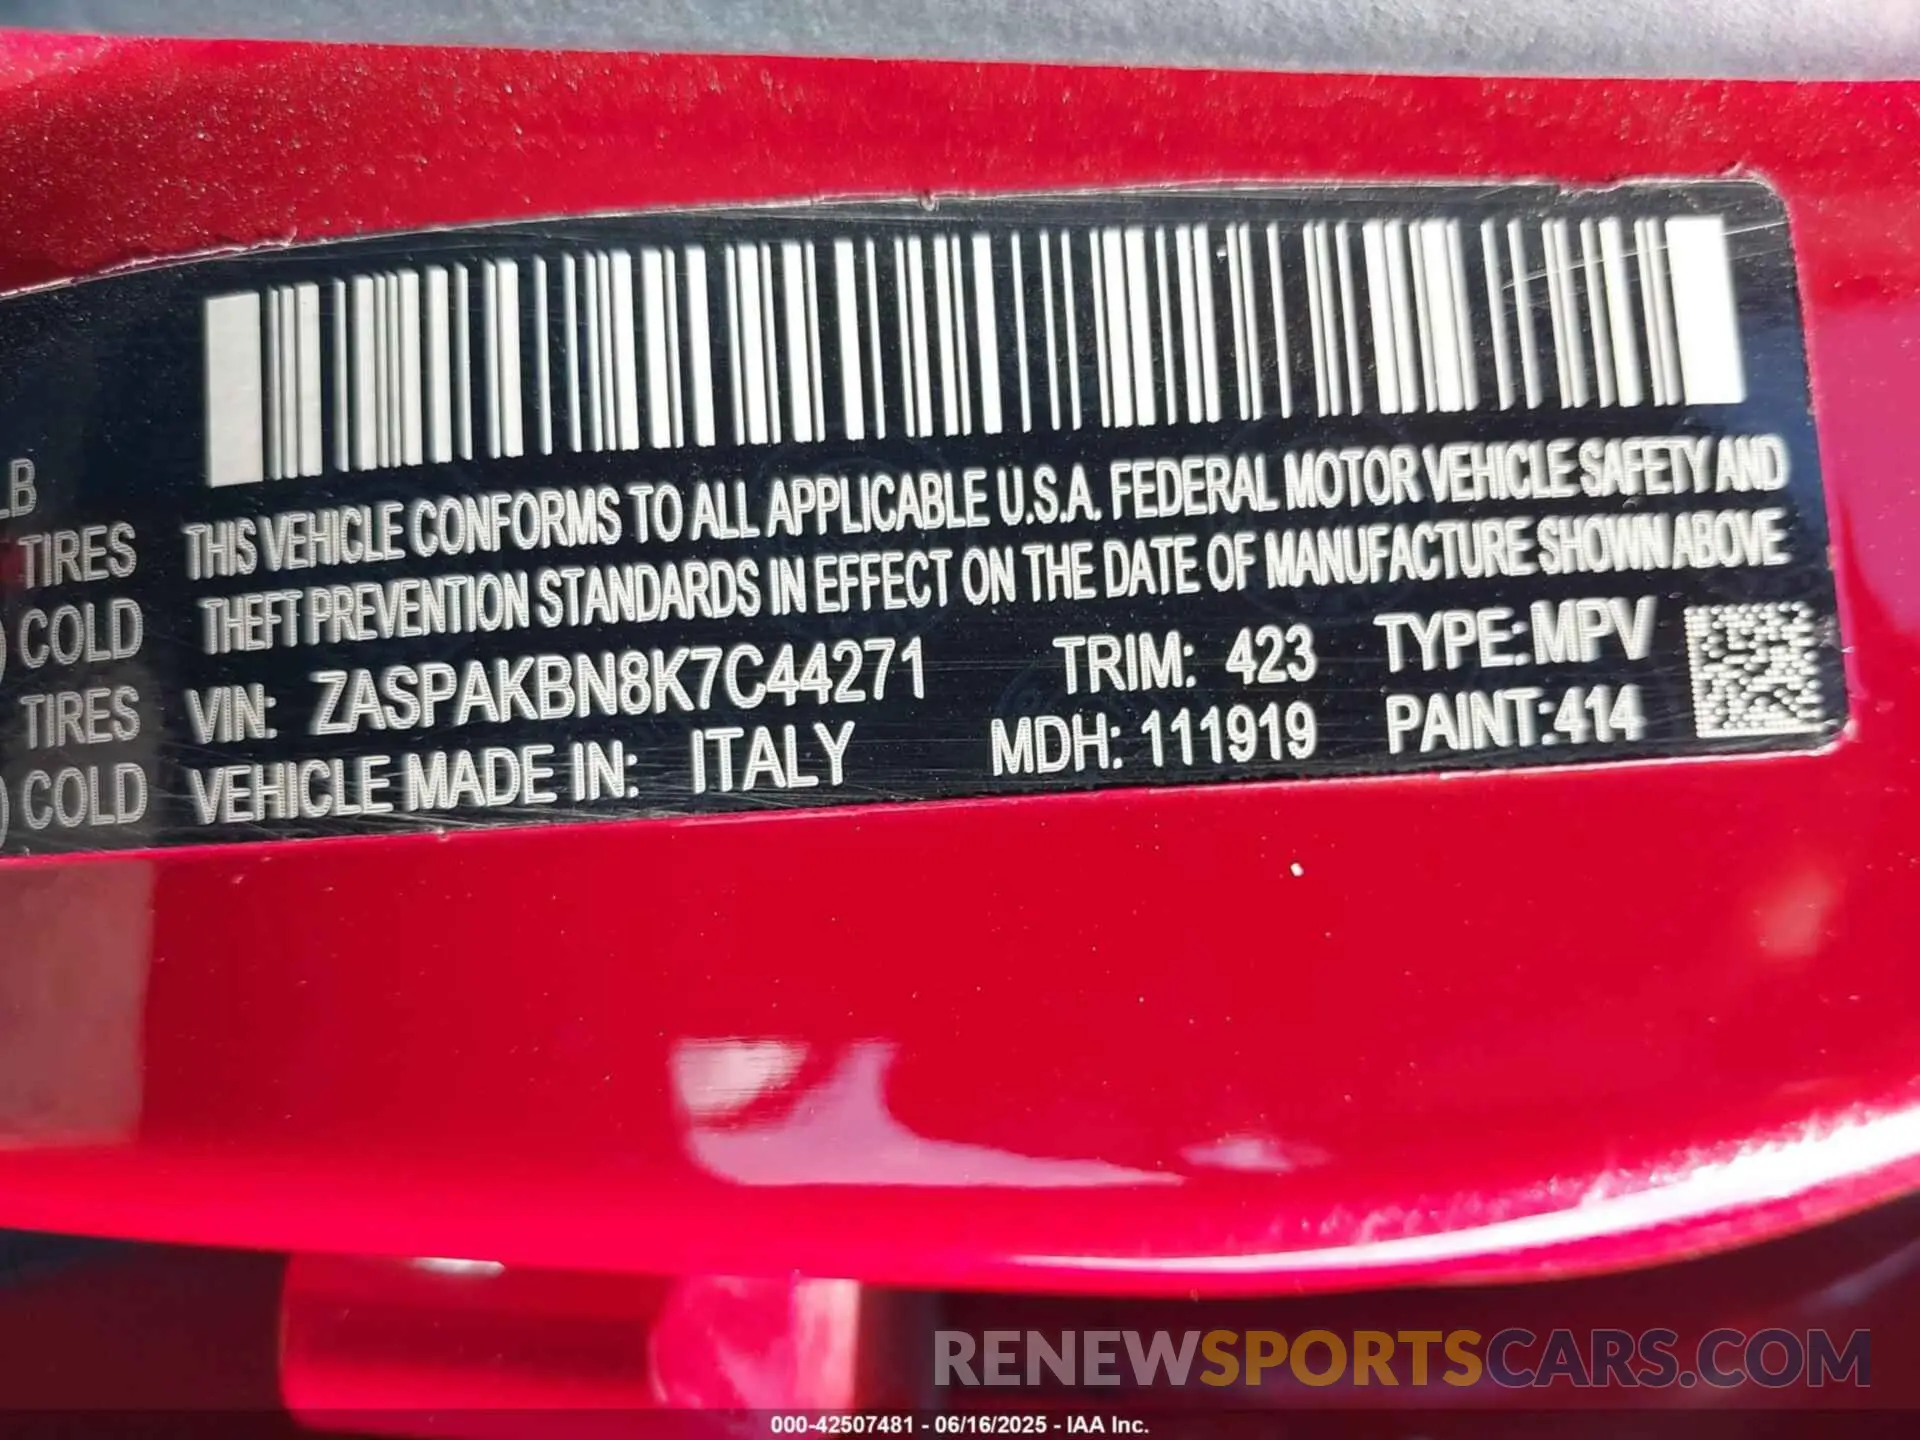 LB
TIRES
COLD
TIRES
COLD
THIS VEHICLE CONFORMS TO ALL APPLICABLE U.S.A. FEDERAL MOTOR VEHICLE SAFETY AND
THEFT PREVENTION STANDARDS IN EFFECT ON THE DATE OF MANUFACTURE SHOWN ABOVE
VIN: ZASPAKBN8K7C44271 TRIM: 423 TYPE: MPV
VEHICLE MADE IN: ITALY MDH: 111919 PAINT: 414
RENEWSPORTSCARS.COM
000-42507481 - 06/16/2025 - IAA Inc.